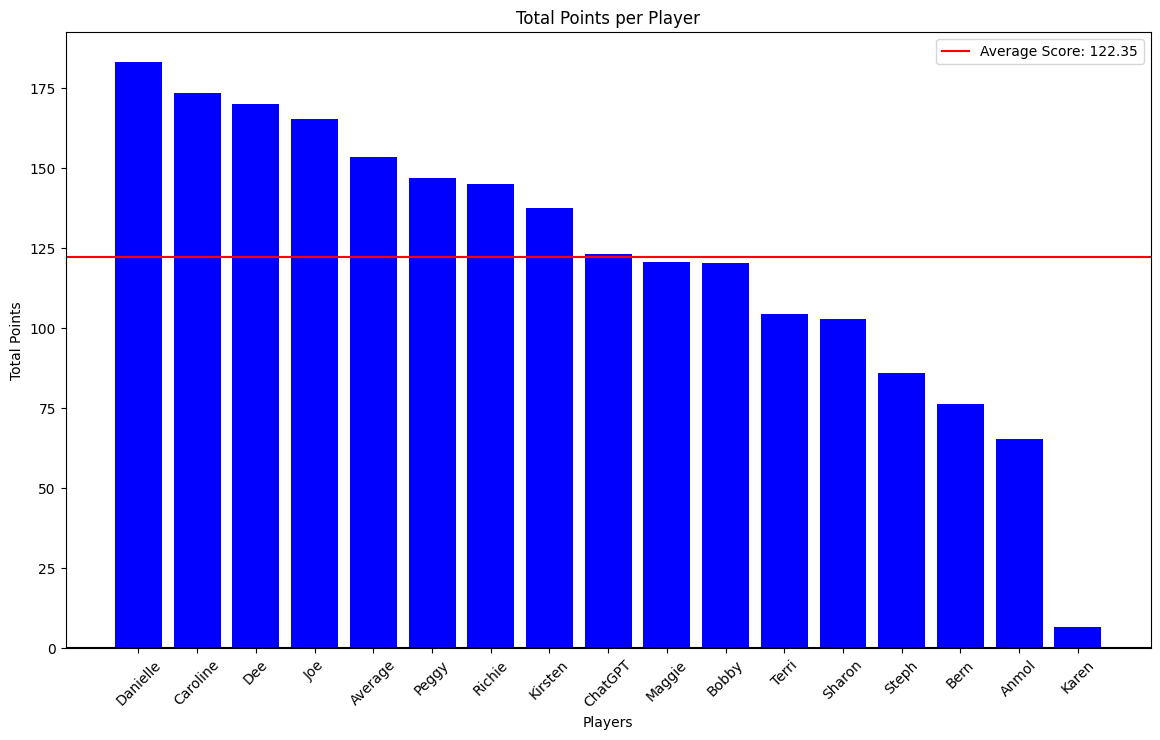 Total Points per Player
Average Score: 122.35
Total Points
175
150
125
100
75
50
25
0
Danielle
Caroline
Dee
Joe
Average
Peggy
Richie
Kirsten
ChatGPT
Maggie
Bobby
Terri
Sharon
Steph
Bern
Anmol
Karen
Players